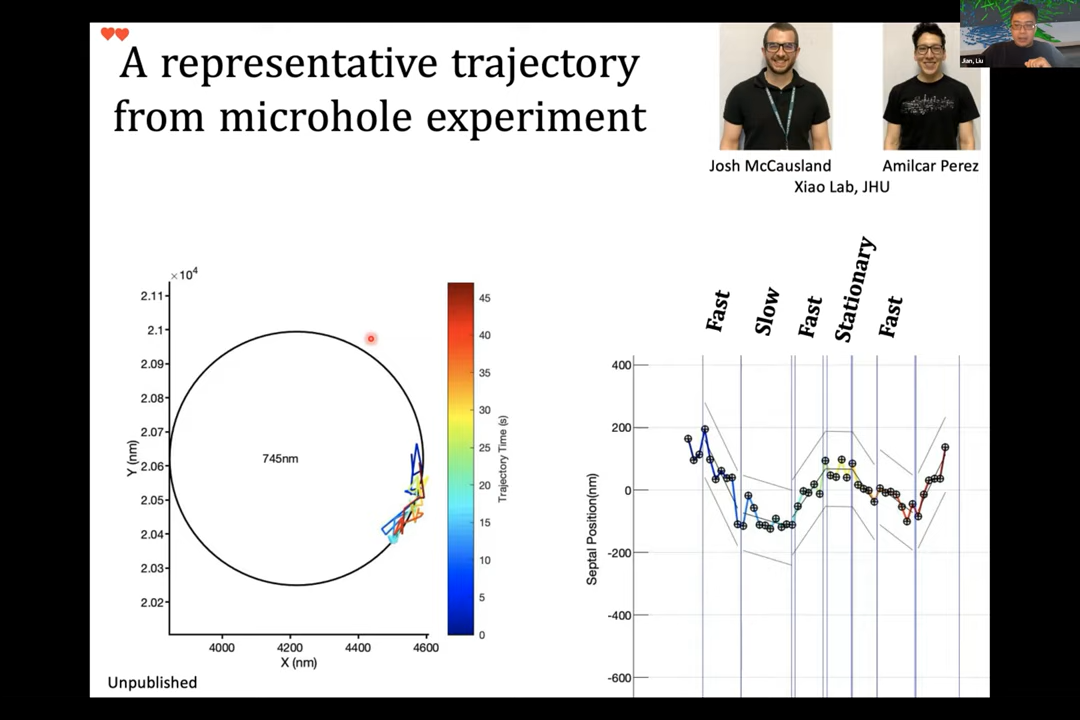 A representative trajectory
from microhole experiment
Jian, Liu
Josh McCausland
Amilcar Perez
Xiao Lab, JHU
×10⁴
2.11
2.1
2.09
2.08
2.07
2.06
2.05
2.04
2.03
2.02
Y (nm)
745nm
4000
4200
4400
4600
X (nm)
45
40
35
30
25
20
15
10
5
0
Trajectory Time (s)
Fast
Slow
Fast
Stationary
Fast
400
200
0
-200
-400
-600
Septal Position(nm)
Unpublished